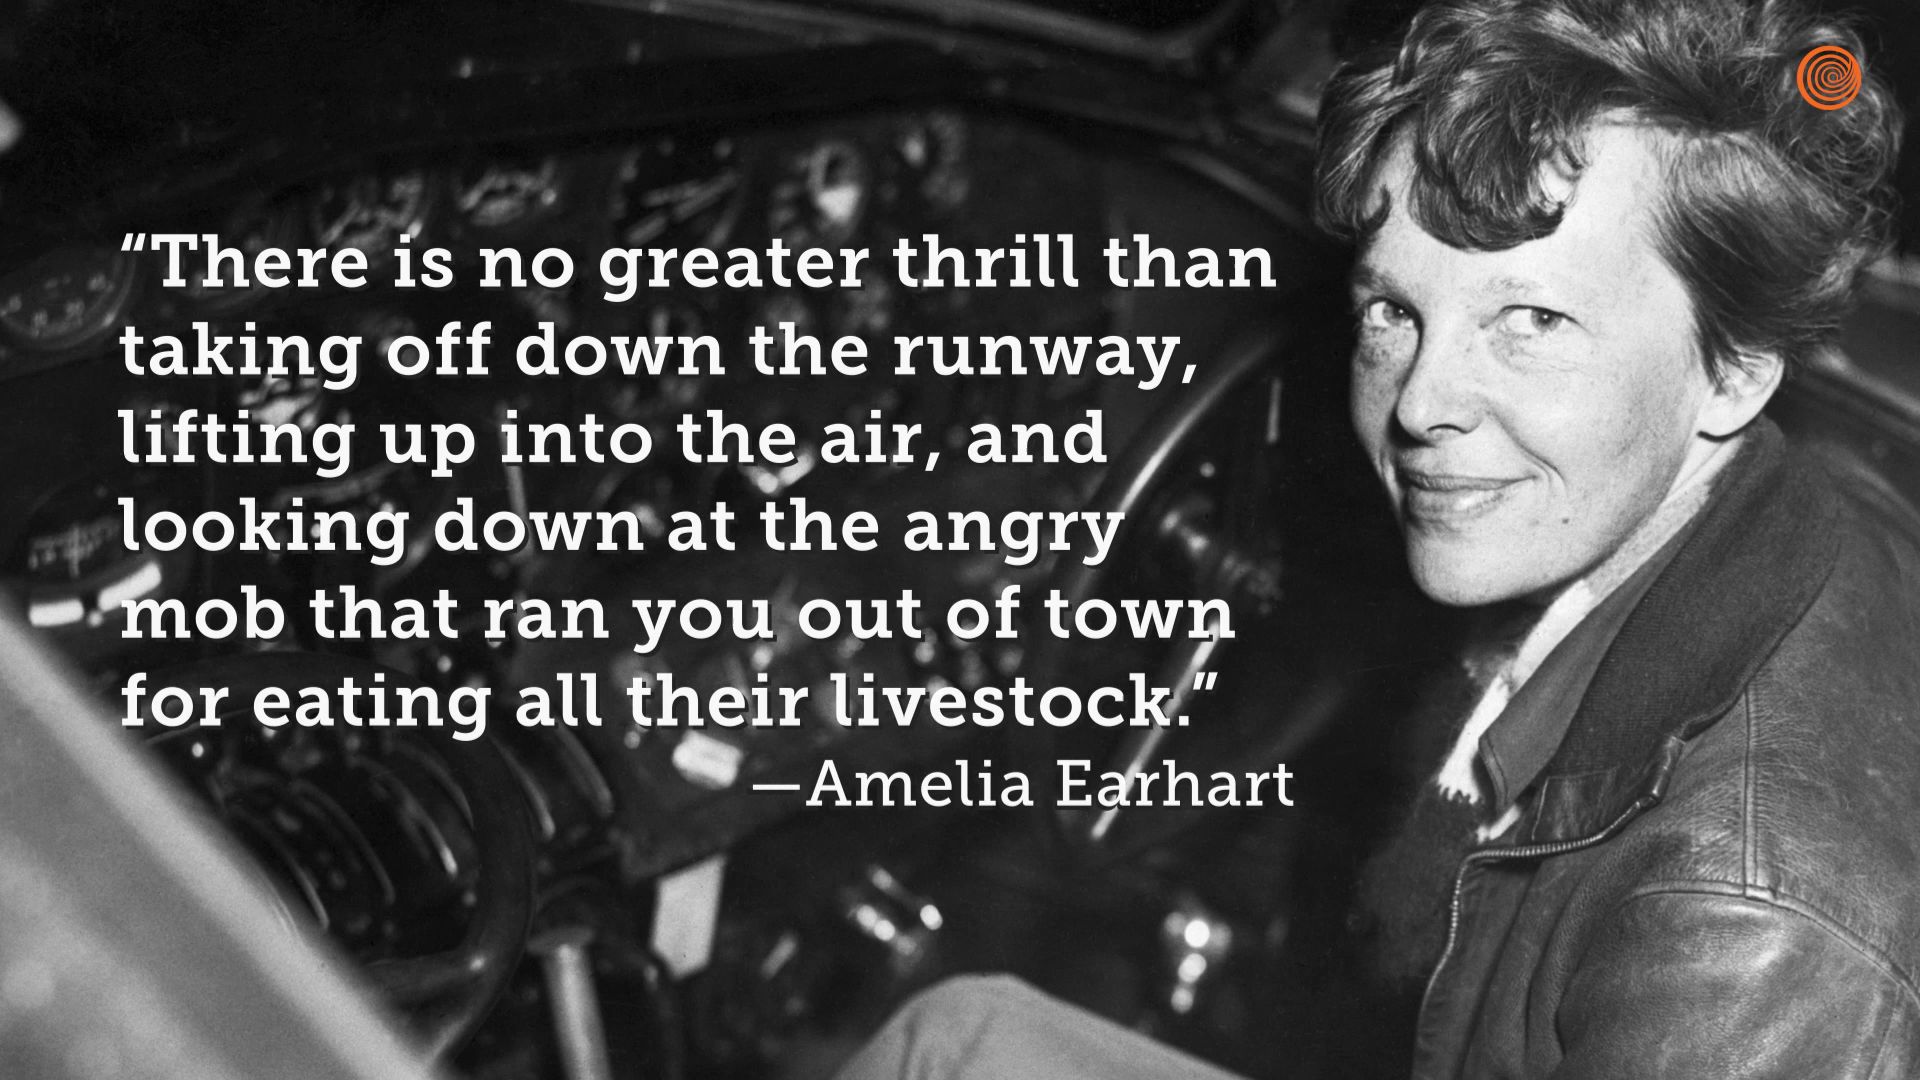 “There is no greater thrill than
taking off down the runway,
lifting up into the air, and
looking down at the angry
mob that ran you out of town
for eating all their livestock.”
—Amelia Earhart